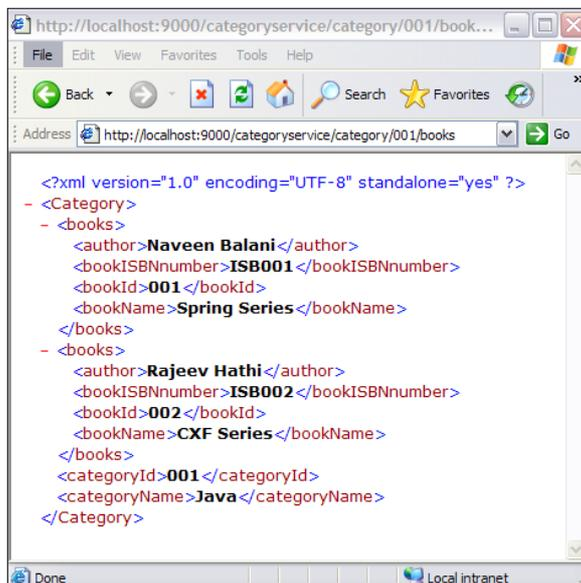 http://localhost:9000/categoryservice/category/001/book...
File Edit View Favorites Tools Help
Back Search Favorites »
Address http://localhost:9000/categoryservice/category/001/books Go
<?xml version="1.0" encoding="UTF-8" standalone="yes" ?>
- <Category>
- <books>
<author>Naveen Balani</author>
<bookISBNnumber>ISB001</bookISBNnumber>
<bookId>001</bookId>
<bookName>Spring Series</bookName>
</books>
- <books>
<author>Rajeev Hathi</author>
<bookISBNnumber>ISB002</bookISBNnumber>
<bookId>002</bookId>
<bookName>CXF Series</bookName>
</books>
<categoryId>001</categoryId>
<categoryName>Java</categoryName>
</Category>
Done Local intranet